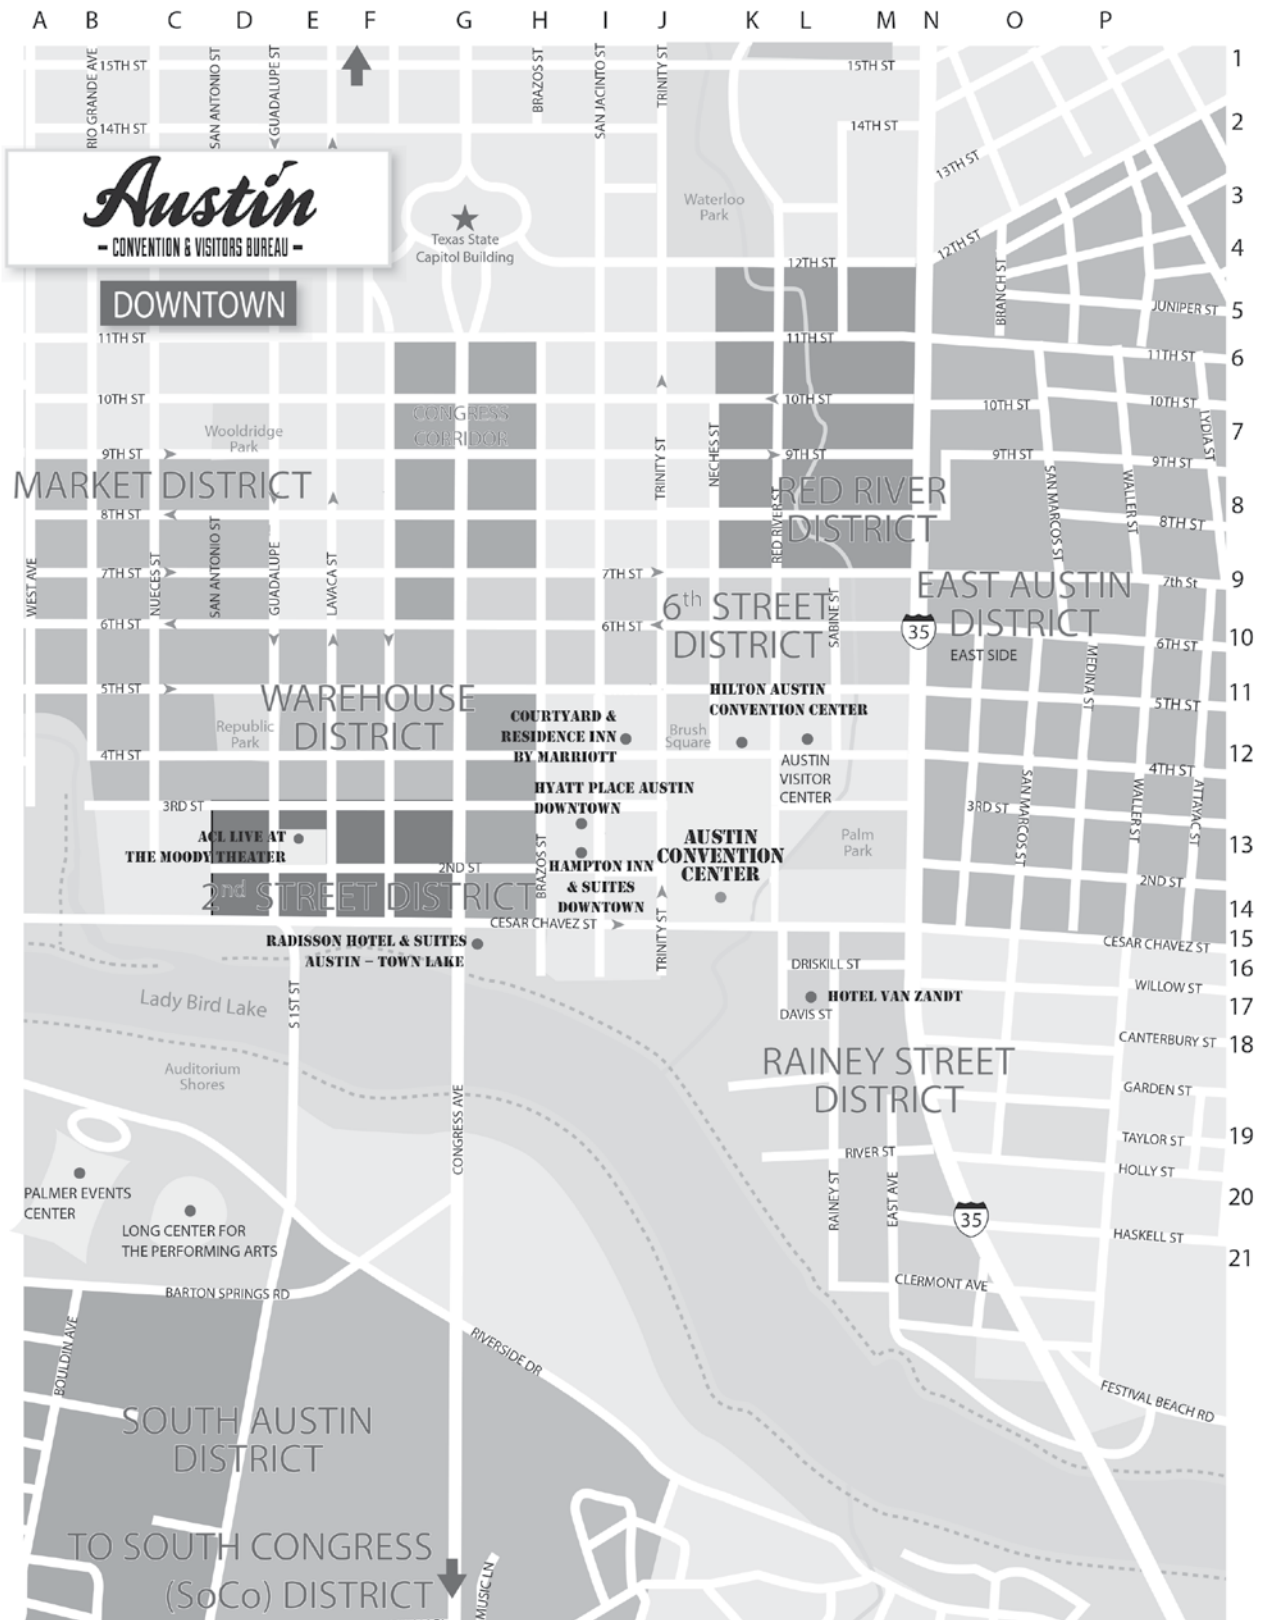 A B C D E F G H I J K L M N O P
1
2
3
4
5
6
7
8
9
10
11
12
13
14
15
16
17
18
19
20
21
RIO GRANDE AVE
SAN ANTONIO ST
GUADALUPE ST
BRAZOS ST
SAN JACINTO ST
TRINITY ST
15TH ST
15TH ST
14TH ST
14TH ST
13TH ST
Austin
- CONVENTION & VISITORS BUREAU -
DOWNTOWN
Waterloo
Park
Texas State
Capitol Building
12TH ST
12TH ST
BRANCH ST
JUNIPER ST
11TH ST
11TH ST
11TH ST
10TH ST
10TH ST
10TH ST
10TH ST
LYDIA ST
CONGRESS
CORRIDOR
Wooldridge
Park
9TH ST
9TH ST
9TH ST
9TH ST
TRINITY ST
NECHES ST
MARKET DISTRICT
RED RIVER
DISTRICT
RED RIVER ST
SAN MARCOS ST
WALLER ST
8TH ST
8TH ST
WEST AVE
NUECES ST
SAN ANTONIO ST
GUADALUPE
LAVACA ST
7TH ST
7TH ST
7th St
EAST AUSTIN
DISTRICT
EAST SIDE
6th STREET
DISTRICT
SABINE ST
35
6TH ST
6TH ST
6TH ST
MEDINA ST
5TH ST
5TH ST
WAREHOUSE
DISTRICT
Republic
Park
HILTON AUSTIN
CONVENTION CENTER
COURTYARD &
RESIDENCE INN
BY MARRIOTT
Brush
Square
4TH ST
4TH ST
AUSTIN
VISITOR
CENTER
HYATT PLACE AUSTIN
DOWNTOWN
3RD ST
3RD ST
SAN MARCOS ST
WALLER ST
ATTAYAC ST
ACL LIVE AT
THE MOODY THEATER
AUSTIN
CONVENTION
CENTER
Palm
Park
2ND ST
2ND ST
BRAZOS ST
HAMPTON INN
& SUITES
DOWNTOWN
2nd STREET DISTRICT
CESAR CHAVEZ ST
CESAR CHAVEZ ST
TRINITY ST
RADISSON HOTEL & SUITES
AUSTIN – TOWN LAKE
DRISKILL ST
WILLOW ST
HOTEL VAN ZANDT
DAVIS ST
Lady Bird Lake
S 1ST ST
CANTERBURY ST
RAINEY STREET
DISTRICT
Auditorium
Shores
GARDEN ST
CONGRESS AVE
TAYLOR ST
RIVER ST
HOLLY ST
RAINEY ST
EAST AVE
35
PALMER EVENTS
CENTER
LONG CENTER FOR
THE PERFORMING ARTS
HASKELL ST
CLERMONT AVE
BARTON SPRINGS RD
BOULDIN AVE
RIVERSIDE DR
FESTIVAL BEACH RD
SOUTH AUSTIN
DISTRICT
TO SOUTH CONGRESS
(SoCo) DISTRICT
MUSIC LN